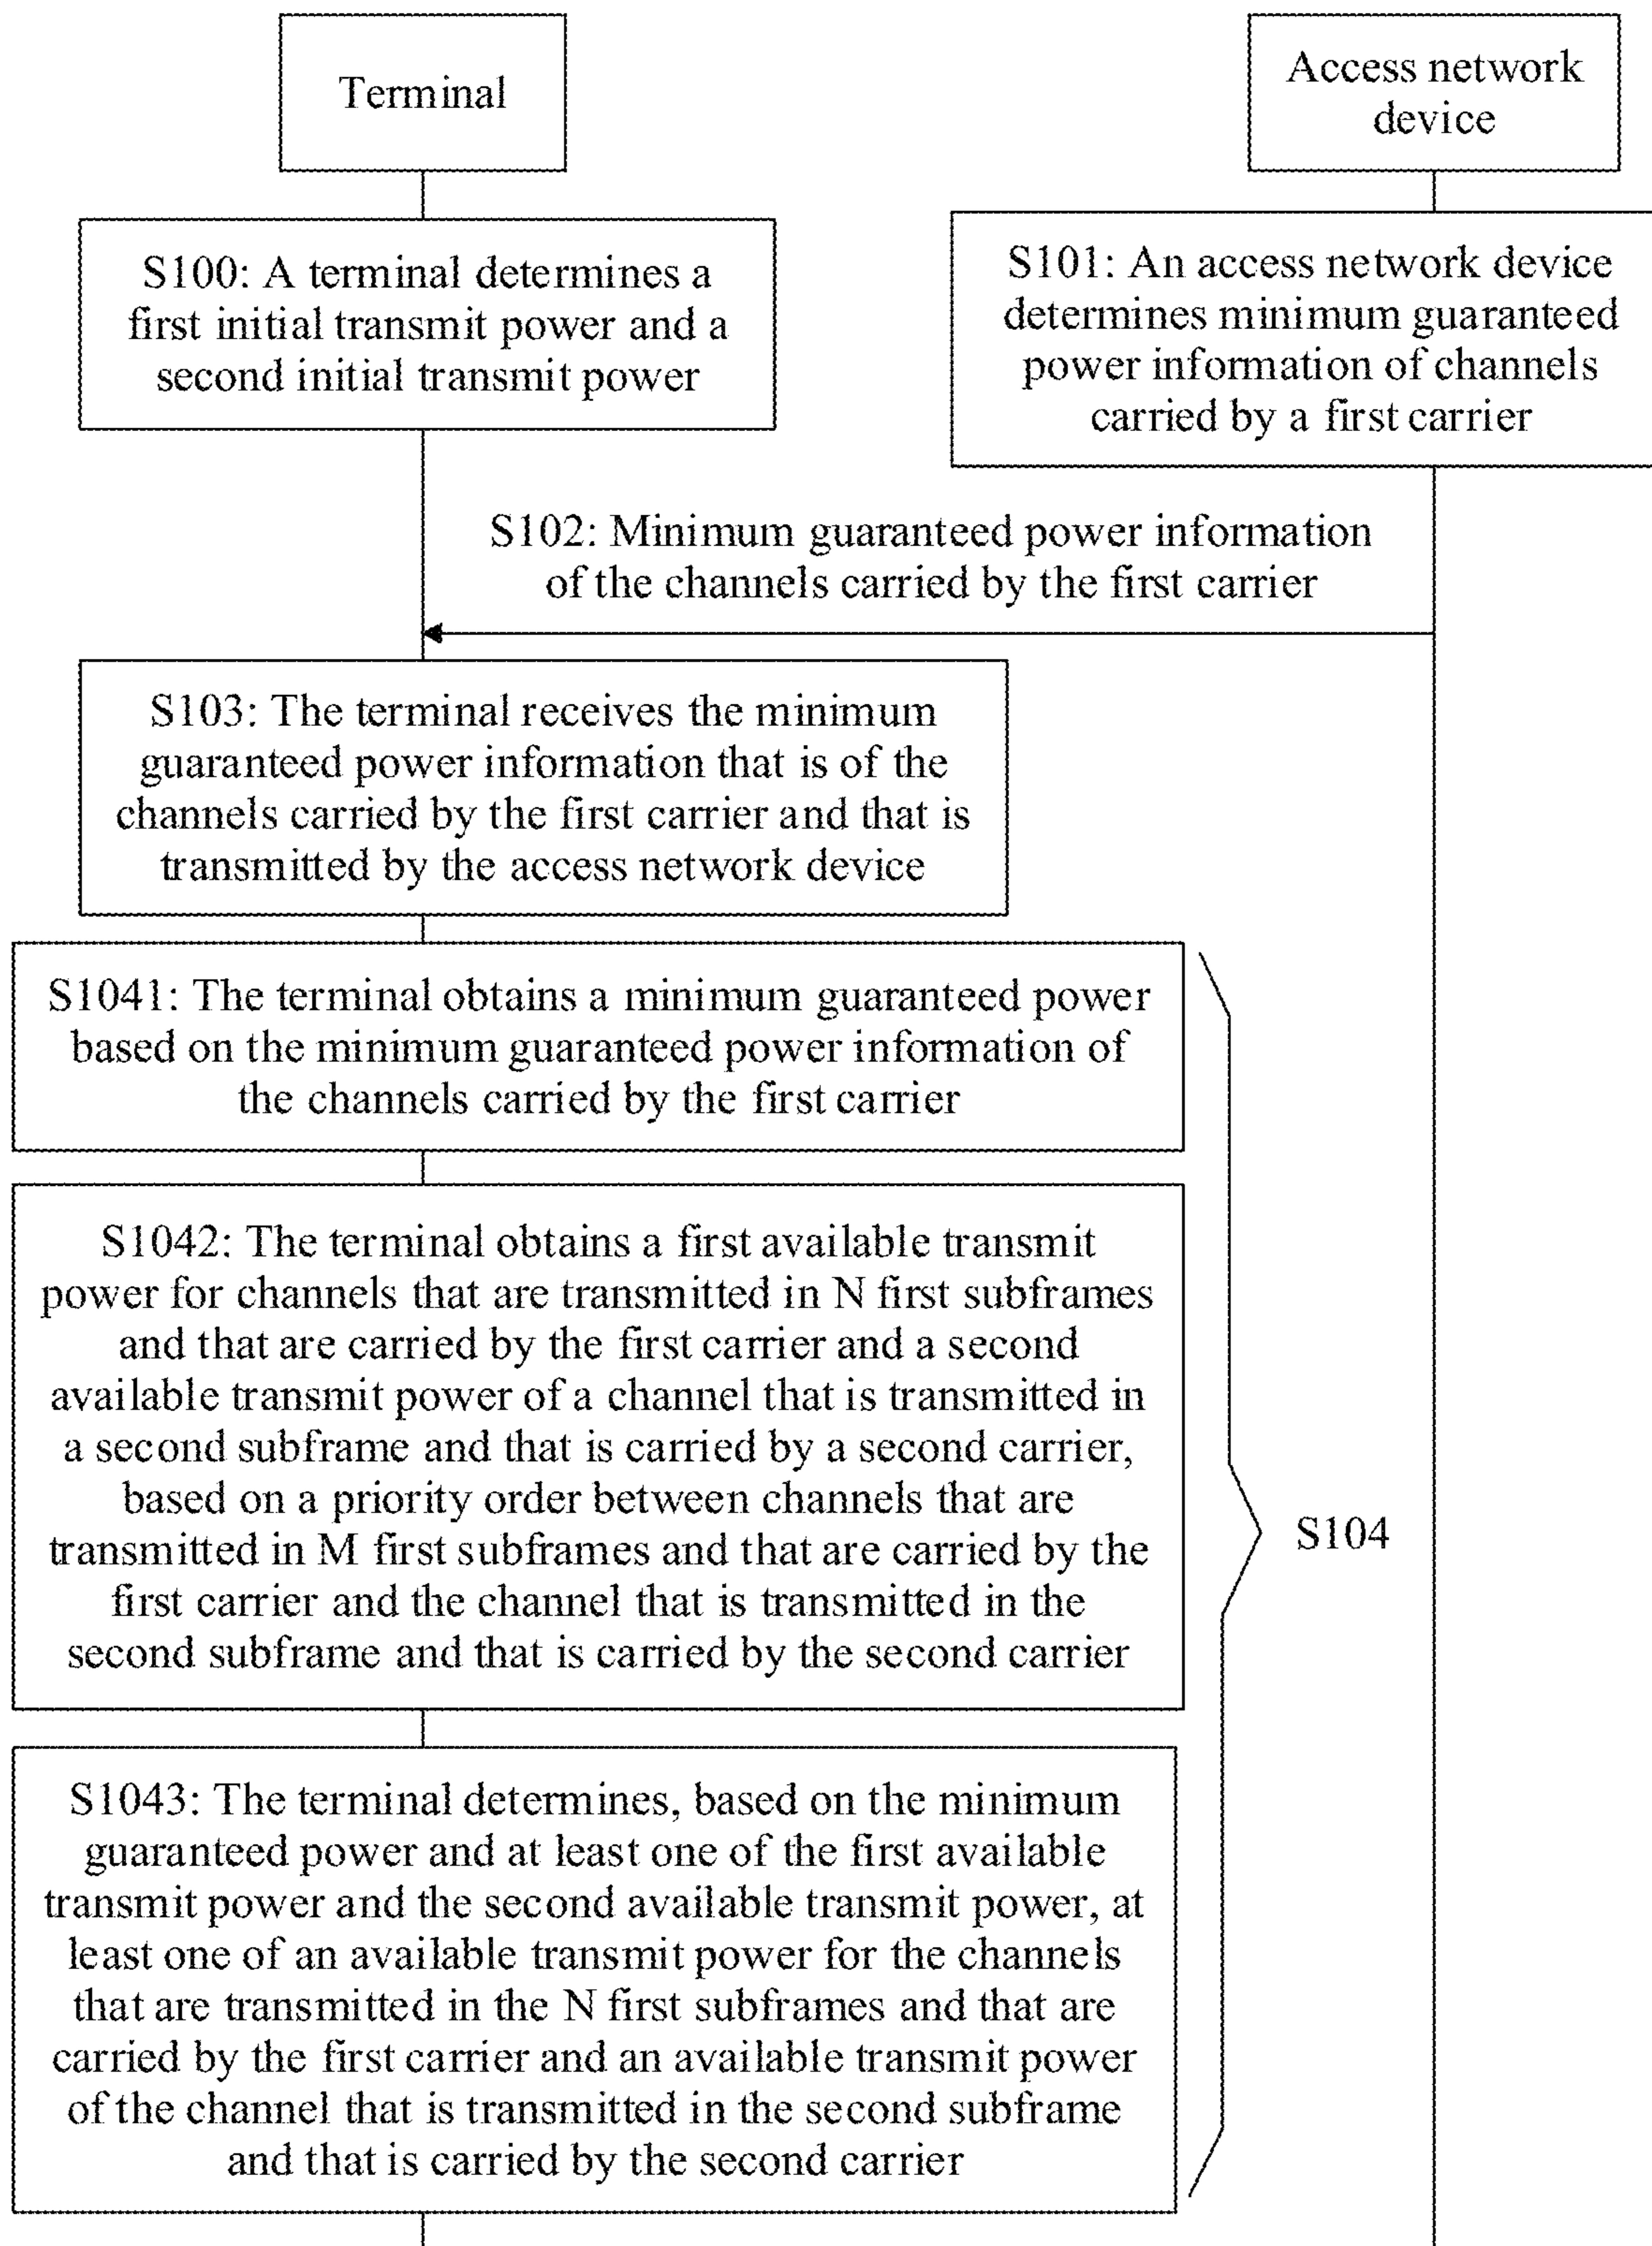 Terminal
Access network
device
S100: A terminal determines a
first initial transmit power and a
second initial transmit power
S101: An access network device
determines minimum guaranteed
power information of channels
carried by a first carrier
S102: Minimum guaranteed power information
of the channels carried by the first carrier
S103: The terminal receives the minimum
guaranteed power information that is of the
channels carried by the first carrier and that is
transmitted by the access network device
S1041: The terminal obtains a minimum guaranteed power
based on the minimum guaranteed power information of
the channels carried by the first carrier
S1042: The terminal obtains a first available transmit
power for channels that are transmitted in N first subframes
and that are carried by the first carrier and a second
available transmit power of a channel that is transmitted in
a second subframe and that is carried by a second carrier,
based on a priority order between channels that are
transmitted in M first subframes and that are carried by the
first carrier and the channel that is transmitted in the
second subframe and that is carried by the second carrier
S104
S1043: The terminal determines, based on the minimum
guaranteed power and at least one of the first available
transmit power and the second available transmit power, at
least one of an available transmit power for the channels
that are transmitted in the N first subframes and that are
carried by the first carrier and an available transmit power
of the channel that is transmitted in the second subframe
and that is carried by the second carrier